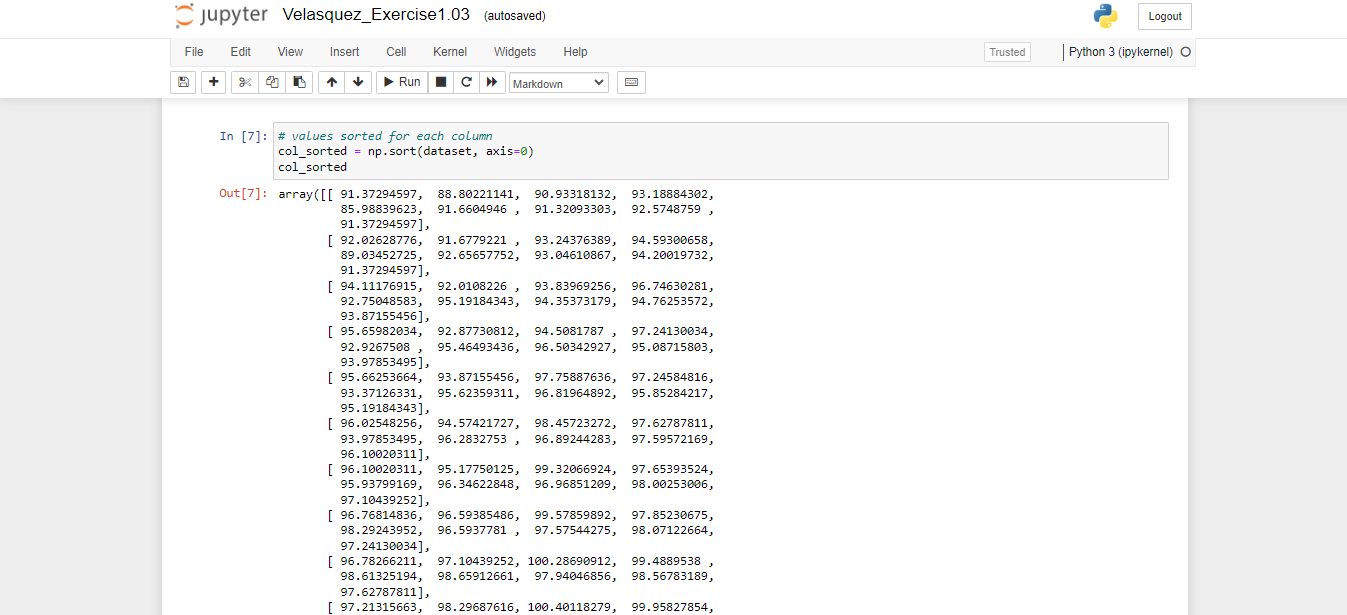 jupyter Velasquez_Exercise1.03 (autosaved) Logout
File Edit View Insert Cell Kernel Widgets Help Trusted Python 3 (ipykernel)
Run Markdown
In [7]: # values sorted for each column
col_sorted = np.sort(dataset, axis=0)
col_sorted
Out[7]: array([[ 91.37294597,  88.80221141,  90.93318132,  93.18884302,
85.98839623,  91.6604946 ,  91.32093303,  92.5748759 ,
91.37294597],
[ 92.02628776,  91.6779221 ,  93.24376389,  94.59300658,
89.03452725,  92.65657752,  93.04610867,  94.20019732,
91.37294597],
[ 94.11176915,  92.0108226 ,  93.83969256,  96.74630281,
92.75048583,  95.19184343,  94.35373179,  94.76253572,
93.87155456],
[ 95.65982034,  92.87730812,  94.5081787 ,  97.24130034,
92.9267508 ,  95.46493436,  96.50342927,  95.08715803,
93.97853495],
[ 95.66253664,  93.87155456,  97.75887636,  97.24584816,
93.37126331,  95.62359311,  96.81964892,  95.85284217,
95.19184343],
[ 96.02548256,  94.57421727,  98.45723272,  97.62787811,
93.97853495,  96.2832753 ,  96.89244283,  97.59572169,
96.10020311],
[ 96.10020311,  95.17750125,  99.32066924,  97.65393524,
95.93799169,  96.34622848,  96.96851209,  98.00253006,
97.10439252],
[ 96.76814836,  96.59385486,  99.57859892,  97.85230675,
98.29243952,  96.5937781 ,  97.57544275,  98.07122664,
97.24130034],
[ 96.78266211,  97.10439252, 100.28690912,  99.4889538 ,
98.61325194,  98.65912661,  97.94046856,  98.56783189,
97.62787811],
[ 97.21315663,  98.29687616, 100.40118279,  99.95827854,